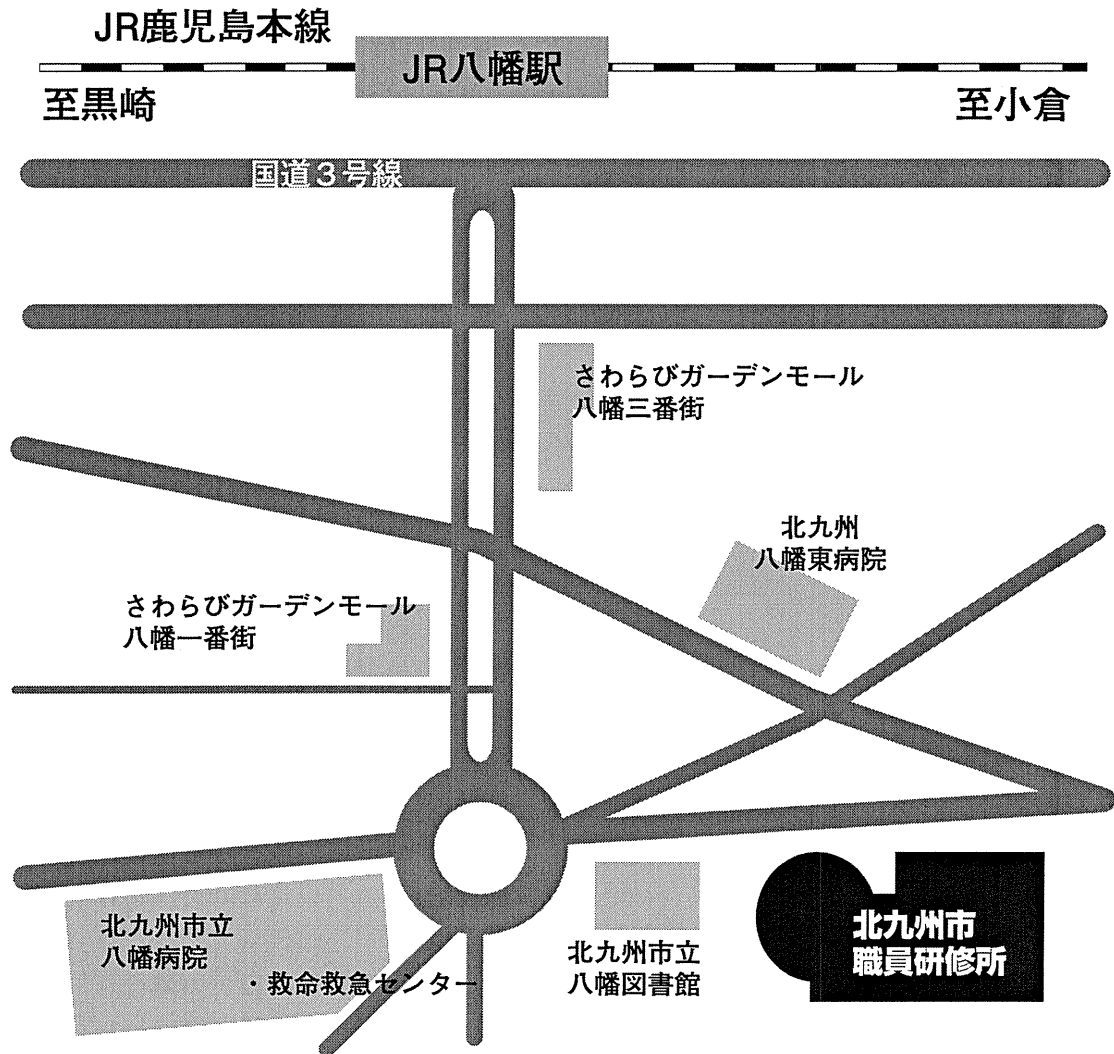 JR鹿児島本線
JR八幡駅
至黒崎
至小倉
国道3号線
さわらびガーデンモール
八幡三番街
北九州
八幡東病院
さわらびガーデンモール
八幡一番街
北九州市立
八幡病院
・救命救急センター
北九州市立
八幡図書館
北九州市
職員研修所